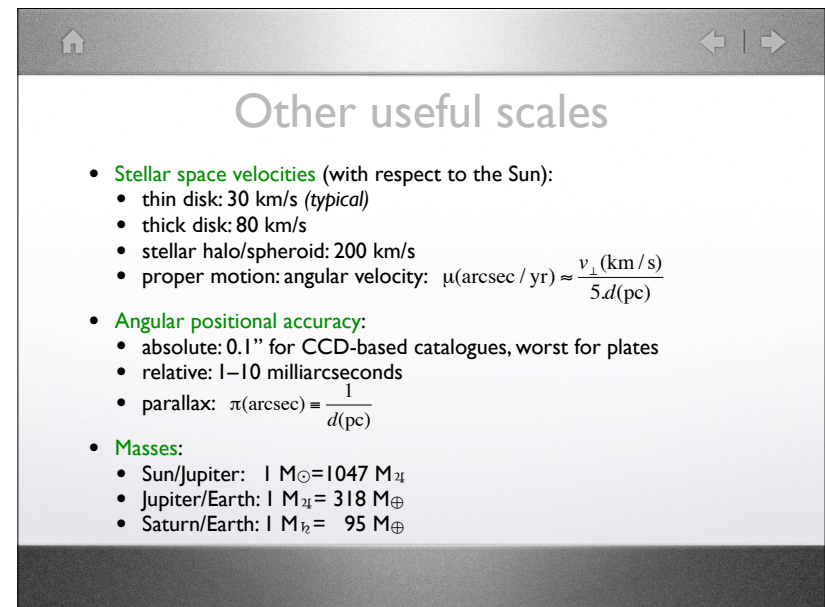 Other useful scales
• Stellar space velocities (with respect to the Sun):
• thin disk: 30 km/s (typical)
• thick disk: 80 km/s
• stellar halo/spheroid: 200 km/s
• proper motion: angular velocity: μ(arcsec / yr) ≈ v⊥(km / s) / 5.d(pc)
• Angular positional accuracy:
• absolute: 0.1” for CCD-based catalogues, worst for plates
• relative: 1–10 milliarcseconds
• parallax: π(arcsec) ≡ 1 / d(pc)
• Masses:
• Sun/Jupiter: 1 M☉=1047 M♃
• Jupiter/Earth: 1 M♃= 318 M⊕
• Saturn/Earth: 1 M♄= 95 M⊕